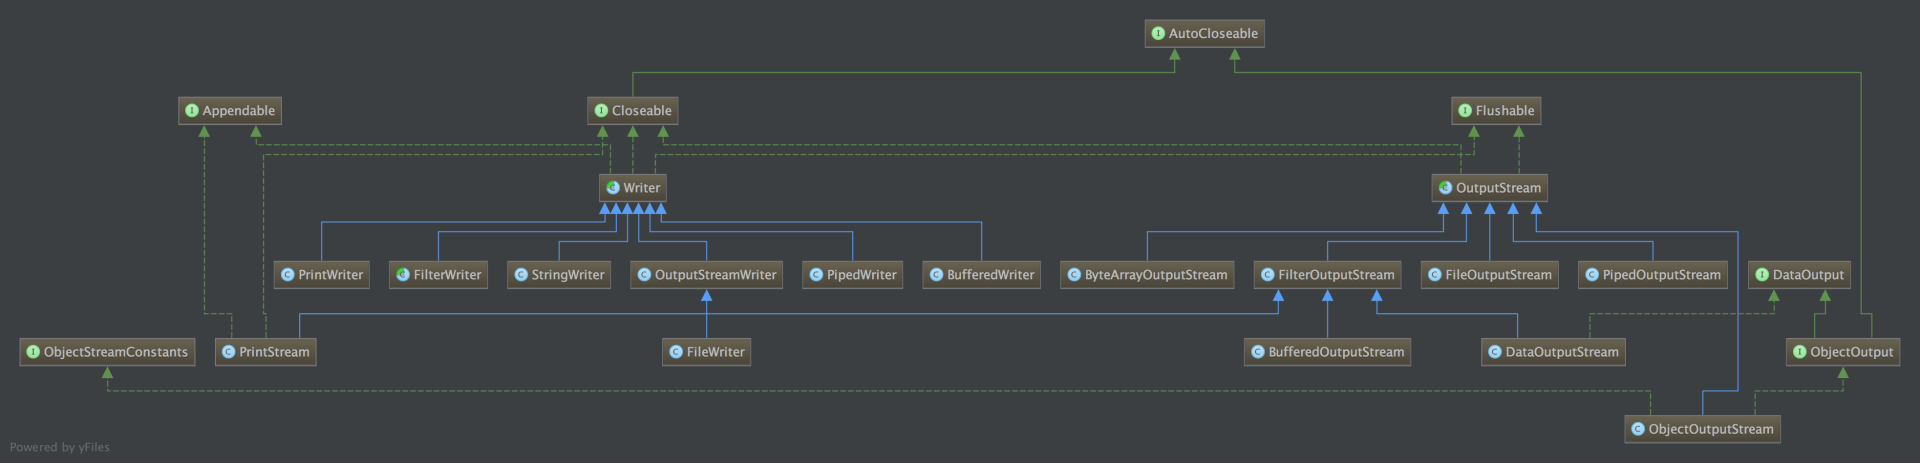 AutoCloseable
Appendable
Closeable
Flushable
Writer
OutputStream
PrintWriter
FilterWriter
StringWriter
OutputStreamWriter
PipedWriter
BufferedWriter
ByteArrayOutputStream
FilterOutputStream
FileOutputStream
PipedOutputStream
DataOutput
ObjectStreamConstants
PrintStream
FileWriter
BufferedOutputStream
DataOutputStream
ObjectOutput
ObjectOutputStream
Powered by yFiles